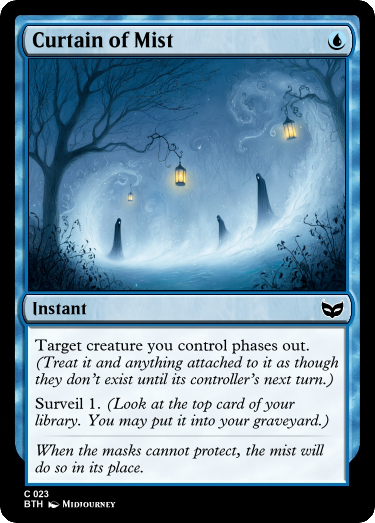 Curtain of Mist
Instant
Target creature you control phases out.
(Treat it and anything attached to it as though
they don't exist until its controller's next turn.)
Surveil 1. (Look at the top card of your
library. You may put it into your graveyard.)
When the masks cannot protect, the mist will
do so in its place.
C 023
BTH Midjourney